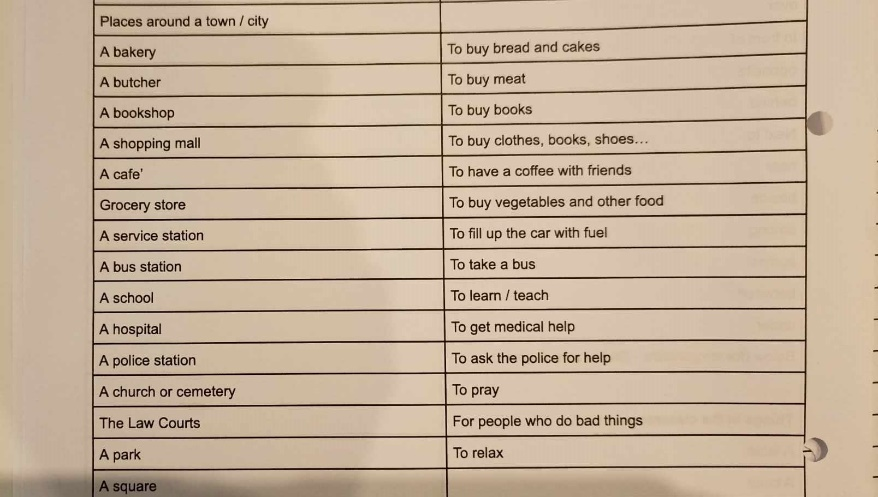 Places around a town / city
A bakery To buy bread and cakes
A butcher To buy meat
A bookshop To buy books
A shopping mall To buy clothes, books, shoes...
A cafe' To have a coffee with friends
Grocery store To buy vegetables and other food
A service station To fill up the car with fuel
A bus station To take a bus
A school To learn / teach
A hospital To get medical help
A police station To ask the police for help
A church or cemetery To pray
The Law Courts For people who do bad things
A park To relax
A square